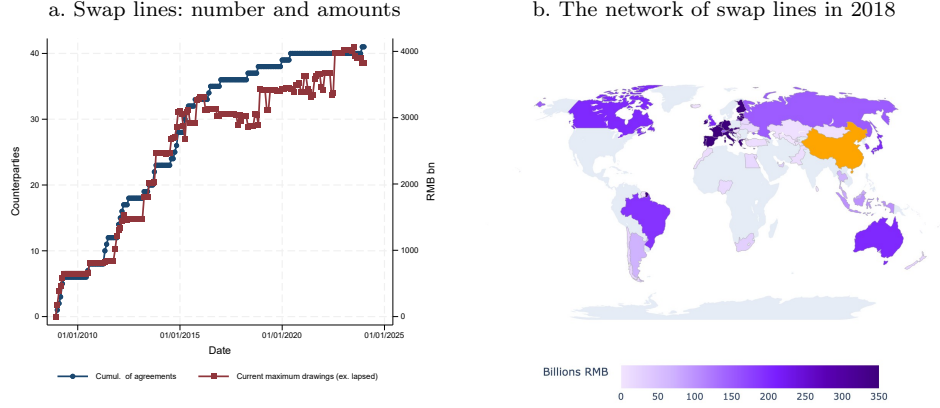 a. Swap lines: number and amounts
40
30
20
10
0
Counterparties
4000
3000
2000
1000
0
RMB bn
01/01/2010 01/01/2015 01/01/2020 01/01/2025
Date
Cumul. of agreements Current maximum drawings (ex. lapsed)
b. The network of swap lines in 2018
Billions RMB
0 50 100 150 200 250 300 350